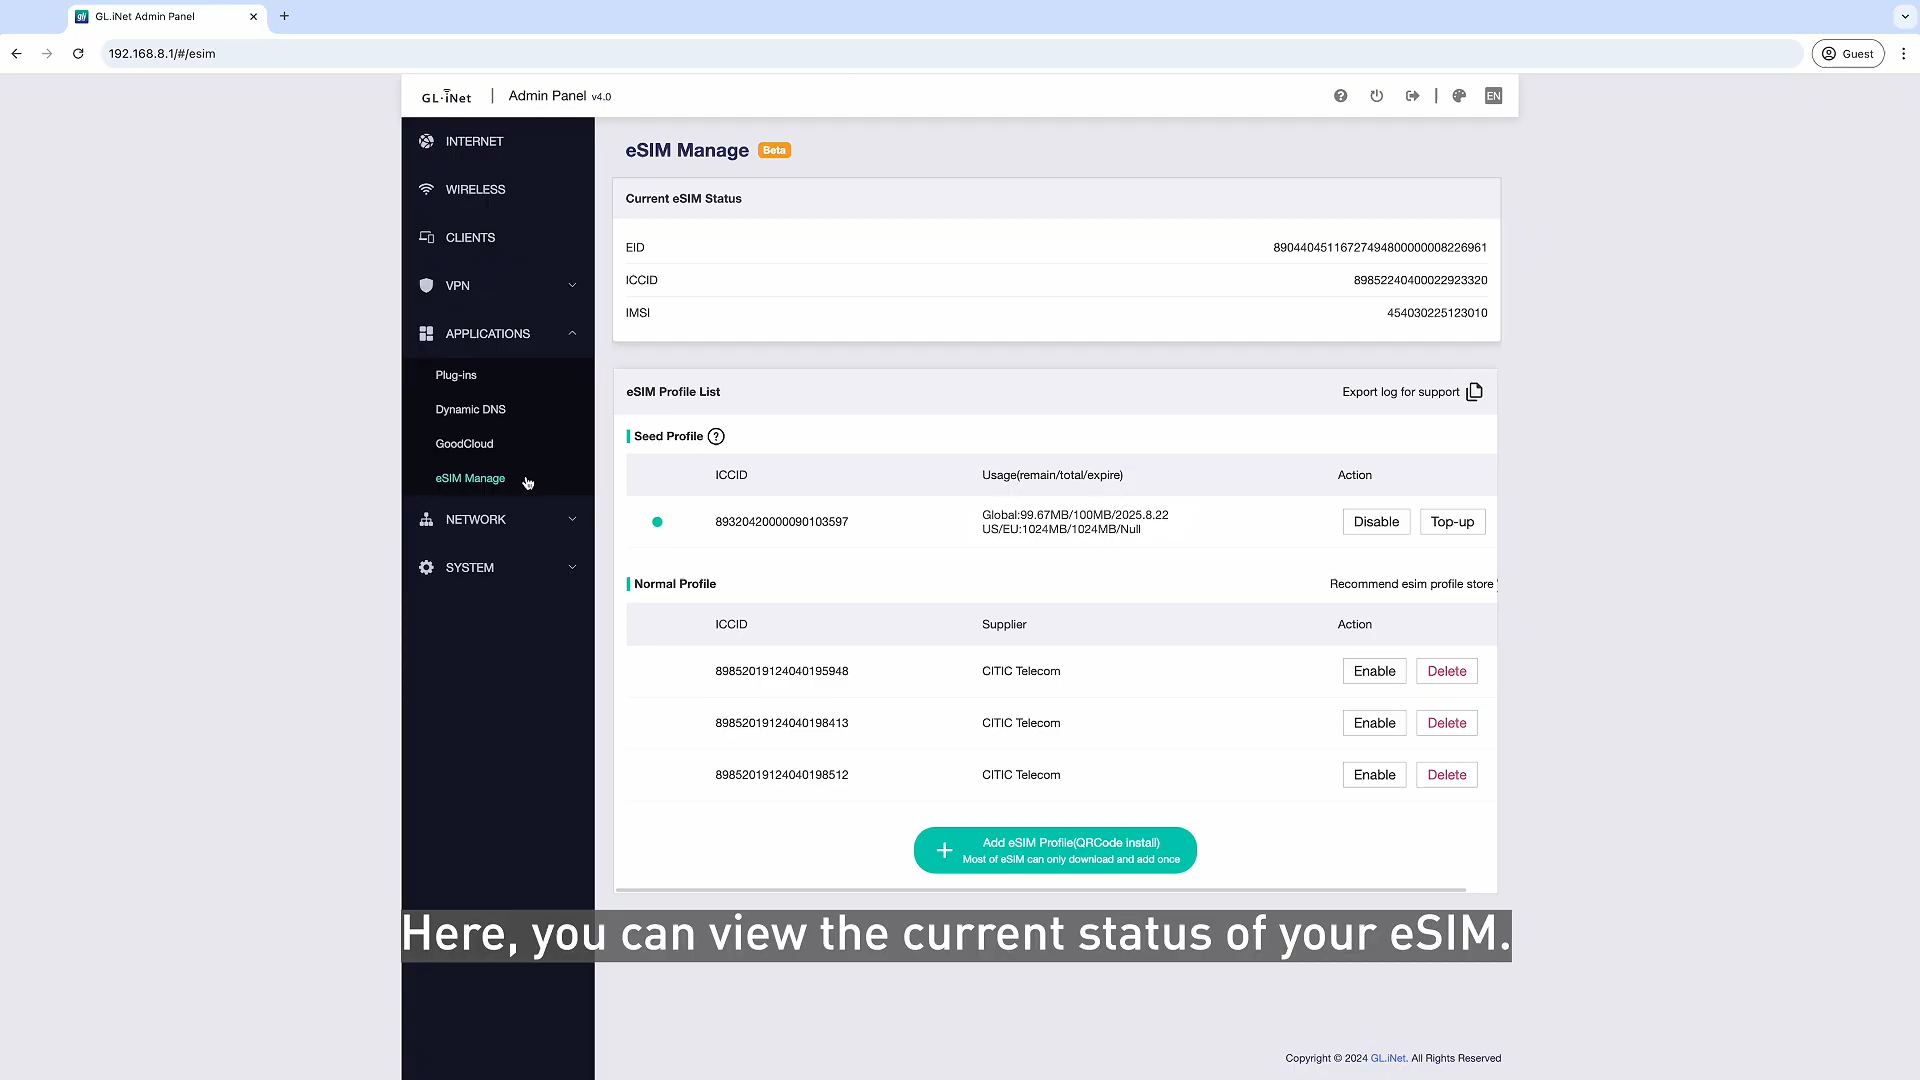 GL.iNet Admin Panel
192.168.8.1/#/esim
Guest
GL·iNet | Admin Panel v4.0
EN
INTERNET
WIRELESS
CLIENTS
VPN
APPLICATIONS
Plug-ins
Dynamic DNS
GoodCloud
eSIM Manage
NETWORK
SYSTEM
eSIM Manage Beta
Current eSIM Status
EID 89044045116727494800000008226961
ICCID 89852240400022923320
IMSI 454030225123010
eSIM Profile List Export log for support
Seed Profile ?
ICCID Usage(remain/total/expire) Action
89320420000090103597 Global:99.67MB/100MB/2025.8.22
US/EU:1024MB/1024MB/Null
Disable Top-up
Normal Profile Recommend esim profile store
ICCID Supplier Action
89852019124040195948 CITIC Telecom Enable Delete
89852019124040198413 CITIC Telecom Enable Delete
89852019124040198512 CITIC Telecom Enable Delete
Add eSIM Profile(QRCode install)
Most of eSIM can only download and add once
Here, you can view the current status of your eSIM.
Copyright © 2024 GL.iNet. All Rights Reserved